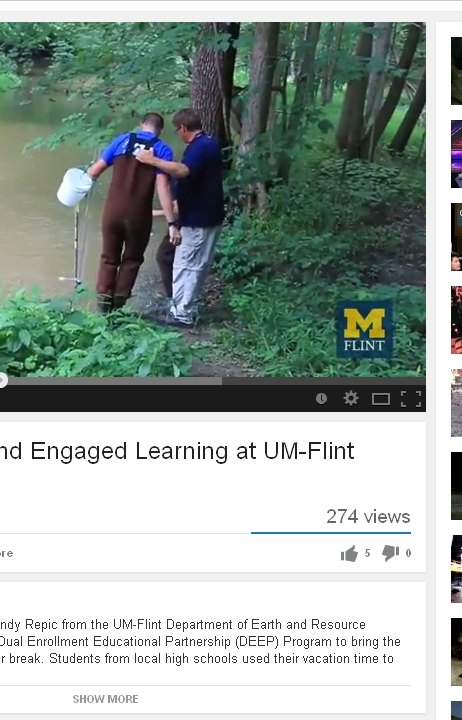 M
FLINT
nd Engaged Learning at UM-Flint
274 views
ore
5
0
ndy Repic from the UM-Flint Department of Earth and Resource
Dual Enrollment Educational Partnership (DEEP) Program to bring the
r break. Students from local high schools used their vacation time to
SHOW MORE